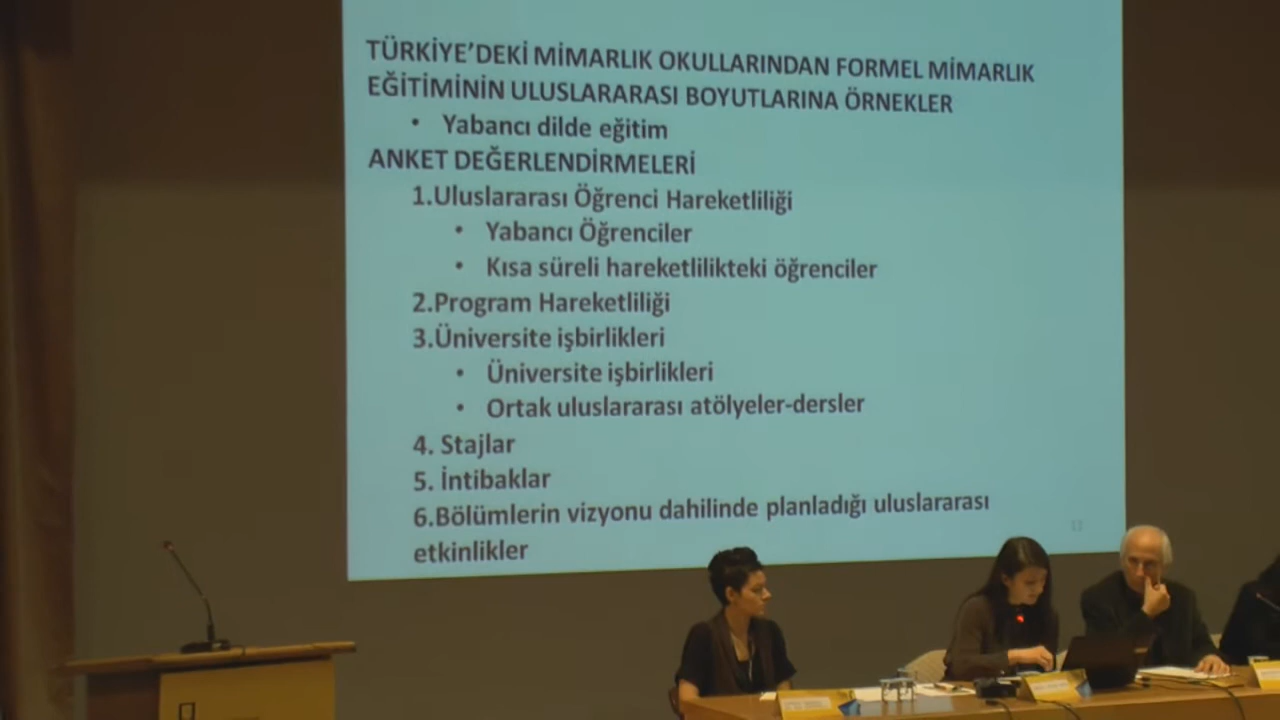 TÜRKİYE'DEKİ MİMARLIK OKULLARINDAN FORMEL MİMARLIK
EĞİTİMİNİN ULUSLARARASI BOYUTLARINA ÖRNEKLER
• Yabancı dilde eğitim
ANKET DEĞERLENDİRMELERİ
1.Uluslararası Öğrenci Hareketliliği
• Yabancı Öğrenciler
• Kısa süreli hareketlilikteki öğrenciler
2.Program Hareketliliği
3.Üniversite işbirlikleri
• Üniversite işbirlikleri
• Ortak uluslararası atölyeler-dersler
4. Stajlar
5. İntibaklar
6.Bölümlerin vizyonu dahilinde planladığı uluslararası
etkinlikler